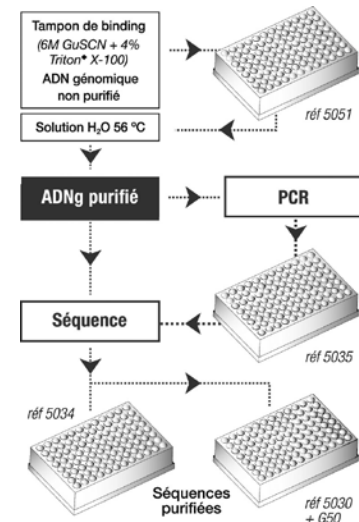 Tampon de binding
(6M GuSCN + 4%
Triton* X-100)
ADN génomique
non purifié
réf 5051
Solution H₂O 56 ºC
ADNg purifié
PCR
Séquence
réf 5035
réf 5034
Séquences
purifiées
réf 5030
+ G50